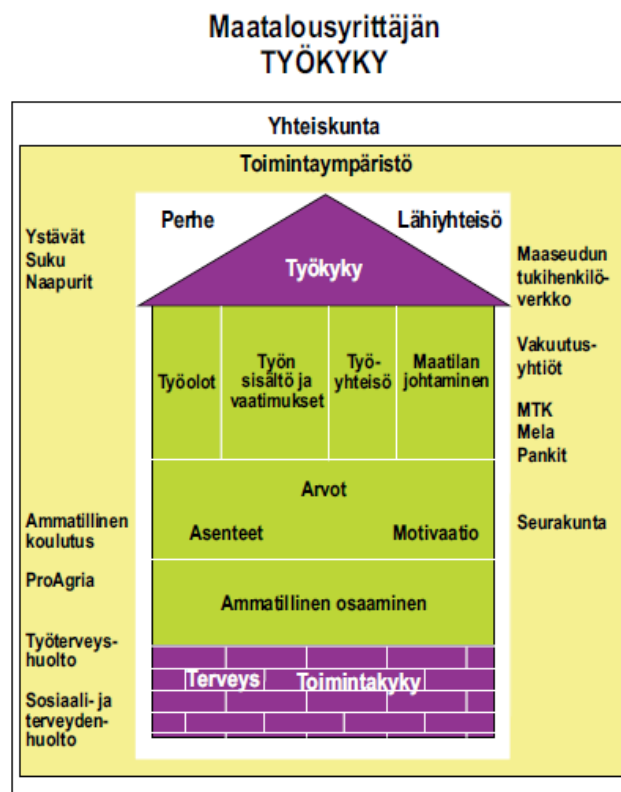 Maatalousyrittäjän
TYÖKYKY
Yhteiskunta
Toimintaympäristö
Perhe
Lähiyhteisö
Ystävät
Suku
Naapurit
Työkyky
Maaseudun
tukihenkilö-
verkko
Vakuutus-
yhtiöt
MTK
Mela
Pankit
Työolot
Työn
sisältö ja
vaatimukset
Työ-
yhteisö
Maatilan
johtaminen
Arvot
Asenteet
Motivaatio
Ammatillinen
koulutus
Seurakunta
ProAgria
Ammatillinen osaaminen
Työterveys-
huolto
Terveys
Toimintakyky
Sosiaali- ja
terveyden-
huolto